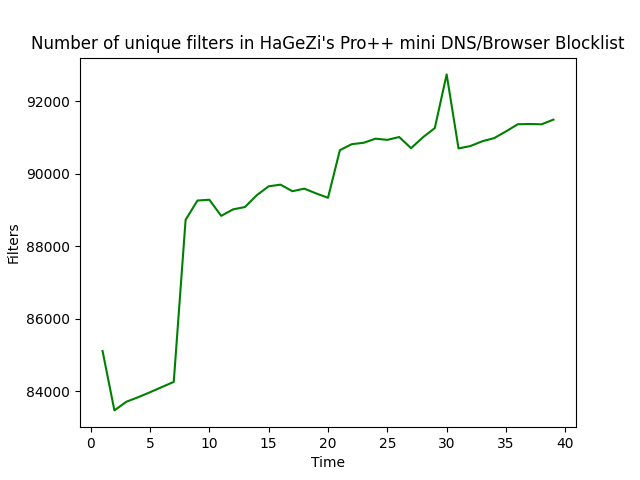 Number of unique filters in HaGeZi's Pro++ mini DNS/Browser Blocklist
92000
90000
88000
86000
84000
Filters
0 5 10 15 20 25 30 35 40
Time